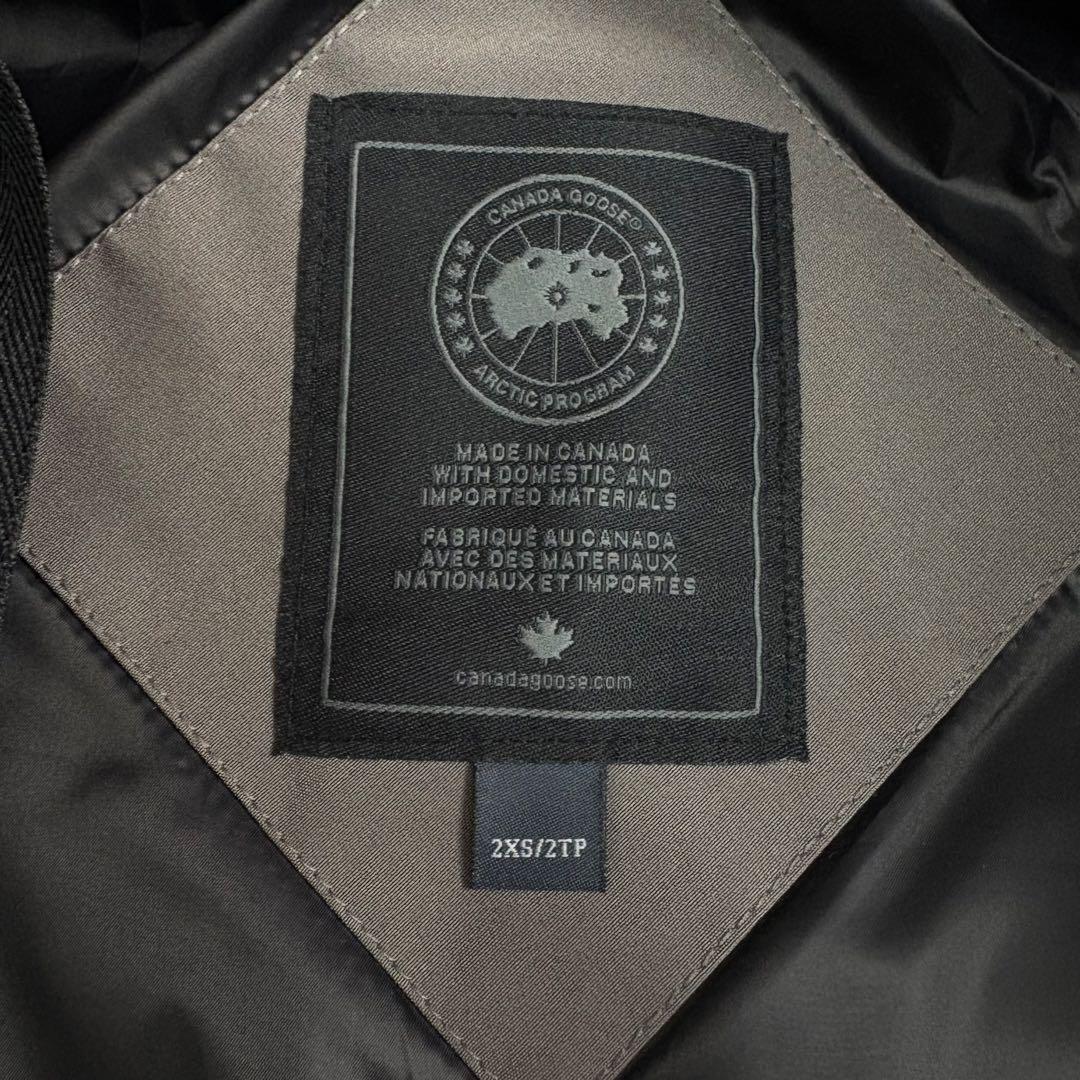 CANADA GOOSE®
ARCTIC PROGRAM
MADE IN CANADA
WITH DOMESTIC AND
IMPORTED MATERIALS
FABRIQUÉ AU CANADA
AVEC DES MATERIAUX
NATIONAUX ET IMPORTÉS
canadagoose.com
2XS/2TP